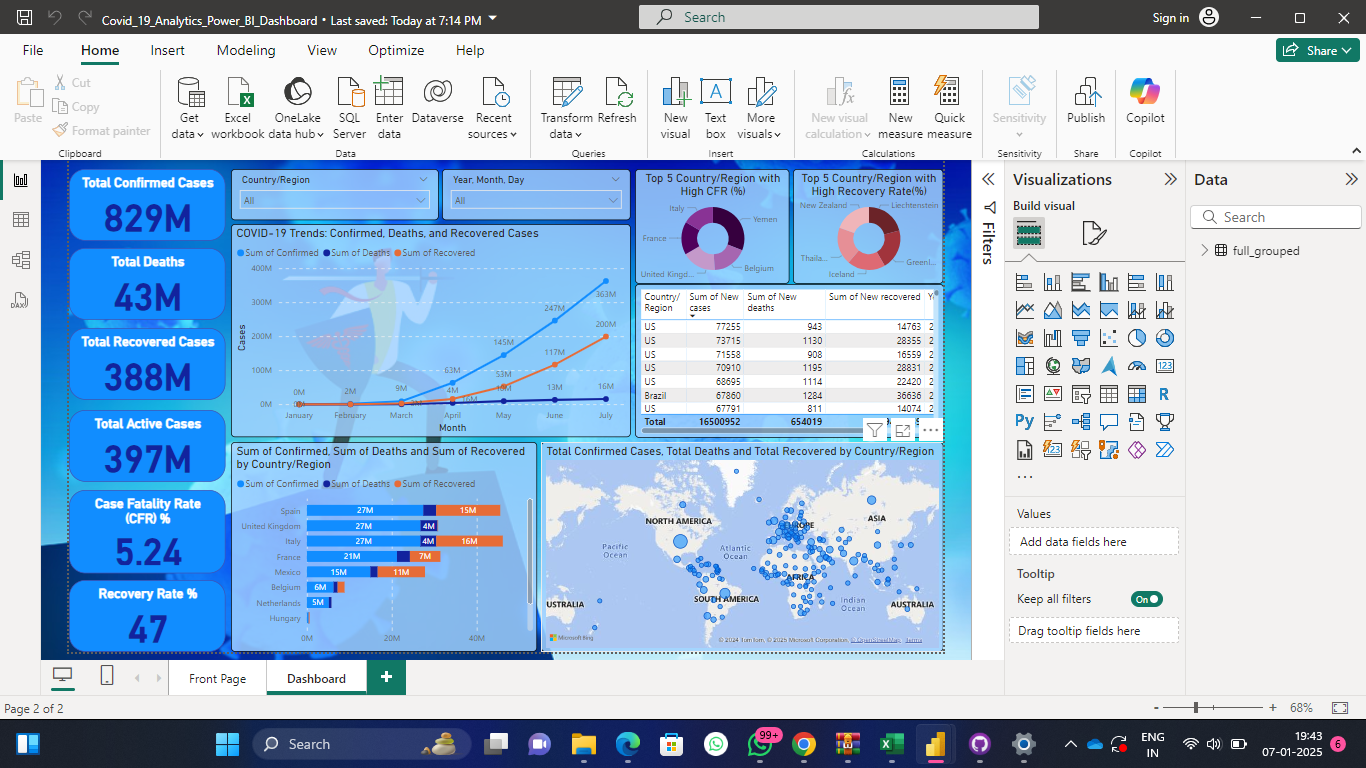 Covid_19_Analytics_Power_BI_Dashboard • Last saved: Today at 7:14 PM
Search
Sign in
File
Home
Insert
Modeling
View
Optimize
Help
Share
Paste
Cut
Copy
Format painter
Get data
Excel workbook
OneLake data hub
SQL Server
Enter data
Dataverse
Recent sources
Transform data
Refresh
New visual
Text box
More visuals
New visual calculation
New measure
Quick measure
Sensitivity
Publish
Copilot
Clipboard
Data
Queries
Insert
Calculations
Sensitivity
Share
Copilot
Total Confirmed Cases
829M
Total Deaths
43M
Total Recovered Cases
388M
Total Active Cases
397M
Case Fatality Rate
(CFR) %
5.24
Recovery Rate %
47
Country/Region
All
Year, Month, Day
All
COVID-19 Trends: Confirmed, Deaths, and Recovered Cases
Sum of Confirmed Sum of Deaths Sum of Recovered
Cases
400M
300M
200M
100M
0M
0M
2M
9M
63M
145M
247M
363M
4M
53M
117M
200M
13M
16M
January
February
March
April
May
June
July
Month
Top 5 Country/Region with
High CFR (%)
Italy
Yemen
France
United Kingd...
Belgium
Top 5 Country/Region with
High Recovery Rate(%)
New Zealand
Liechtenstein
Thaila...
Greenl...
Iceland
Country/ Region Sum of New cases Sum of New deaths Sum of New recovered
US 77255 943 14763 2
US 73715 1130 28355 2
US 71558 908 16559 2
US 70910 1195 28831 2
US 68695 1114 22420 2
Brazil 67860 1284 36636 2
US 67791 811 14074 2
Total 16500952 654019
Sum of Confirmed, Sum of Deaths and Sum of Recovered
by Country/Region
Sum of Confirmed Sum of Deaths Sum of Recovered
Spain 27M 15M
United Kingdom 27M 4M
Italy 27M 4M 16M
France 21M 7M
Mexico 15M 11M
Belgium 6M
Netherlands 5M
Hungary
0M 20M 40M
Total Confirmed Cases, Total Deaths and Total Recovered by Country/Region
NORTH AMERICA
EUROPE
ASIA
Pacific
Ocean
Atlantic
Ocean
AFRICA
SOUTH AMERICA
Indian
Ocean
USTRALIA
AUSTRALIA
Microsoft Bing
© 2024 TomTom, © 2025 Microsoft Corporation, © OpenStreetMap Terms
Filters
Visualizations
Build visual
123
R
Py
...
Values
Add data fields here
Tooltip
Keep all filters
On
Drag tooltip fields here
Data
Search
full_grouped
Front Page
Dashboard
Page 2 of 2
- + 68%
Search
99+
ENG
IN
19:43
07-01-2025
6